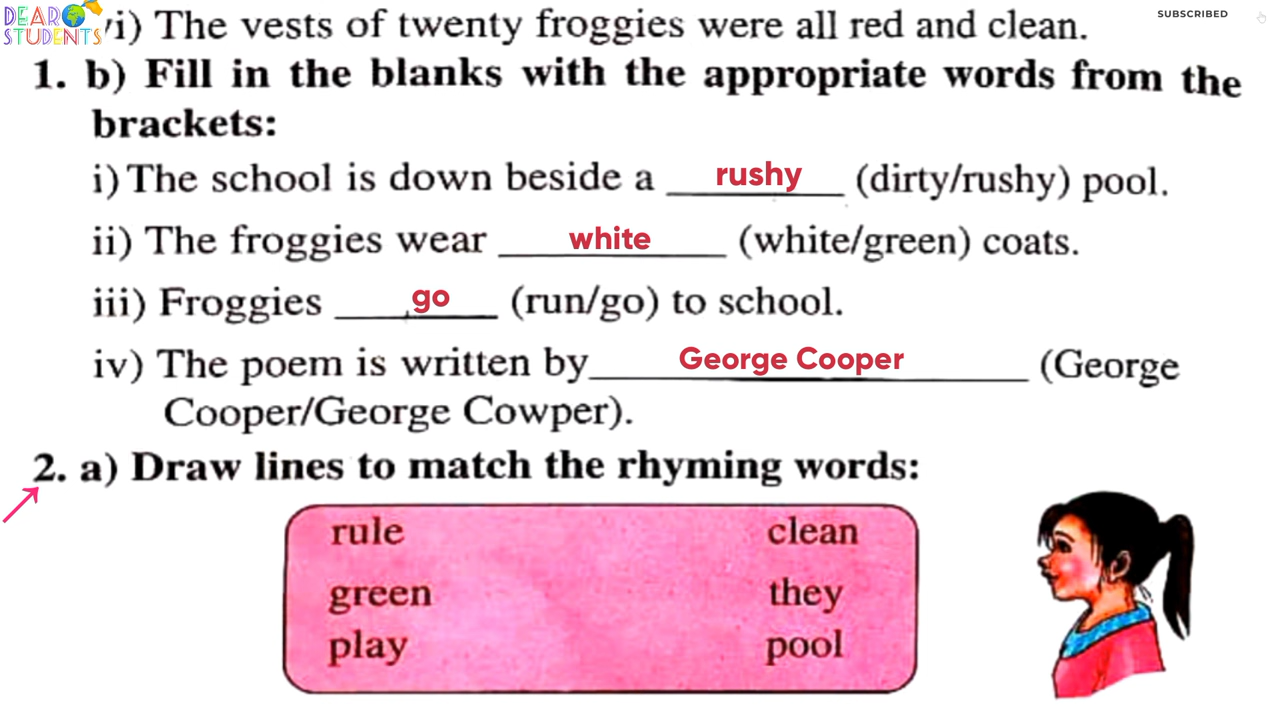 DEAR STUDENTS
SUBSCRIBED
vi) The vests of twenty froggies were all red and clean.
1. b) Fill in the blanks with the appropriate words from the
brackets:
i) The school is down beside a rushy (dirty/rushy) pool.
ii) The froggies wear white (white/green) coats.
iii) Froggies go (run/go) to school.
iv) The poem is written by George Cooper (George
Cooper/George Cowper).
2. a) Draw lines to match the rhyming words:
rule clean
green they
play pool